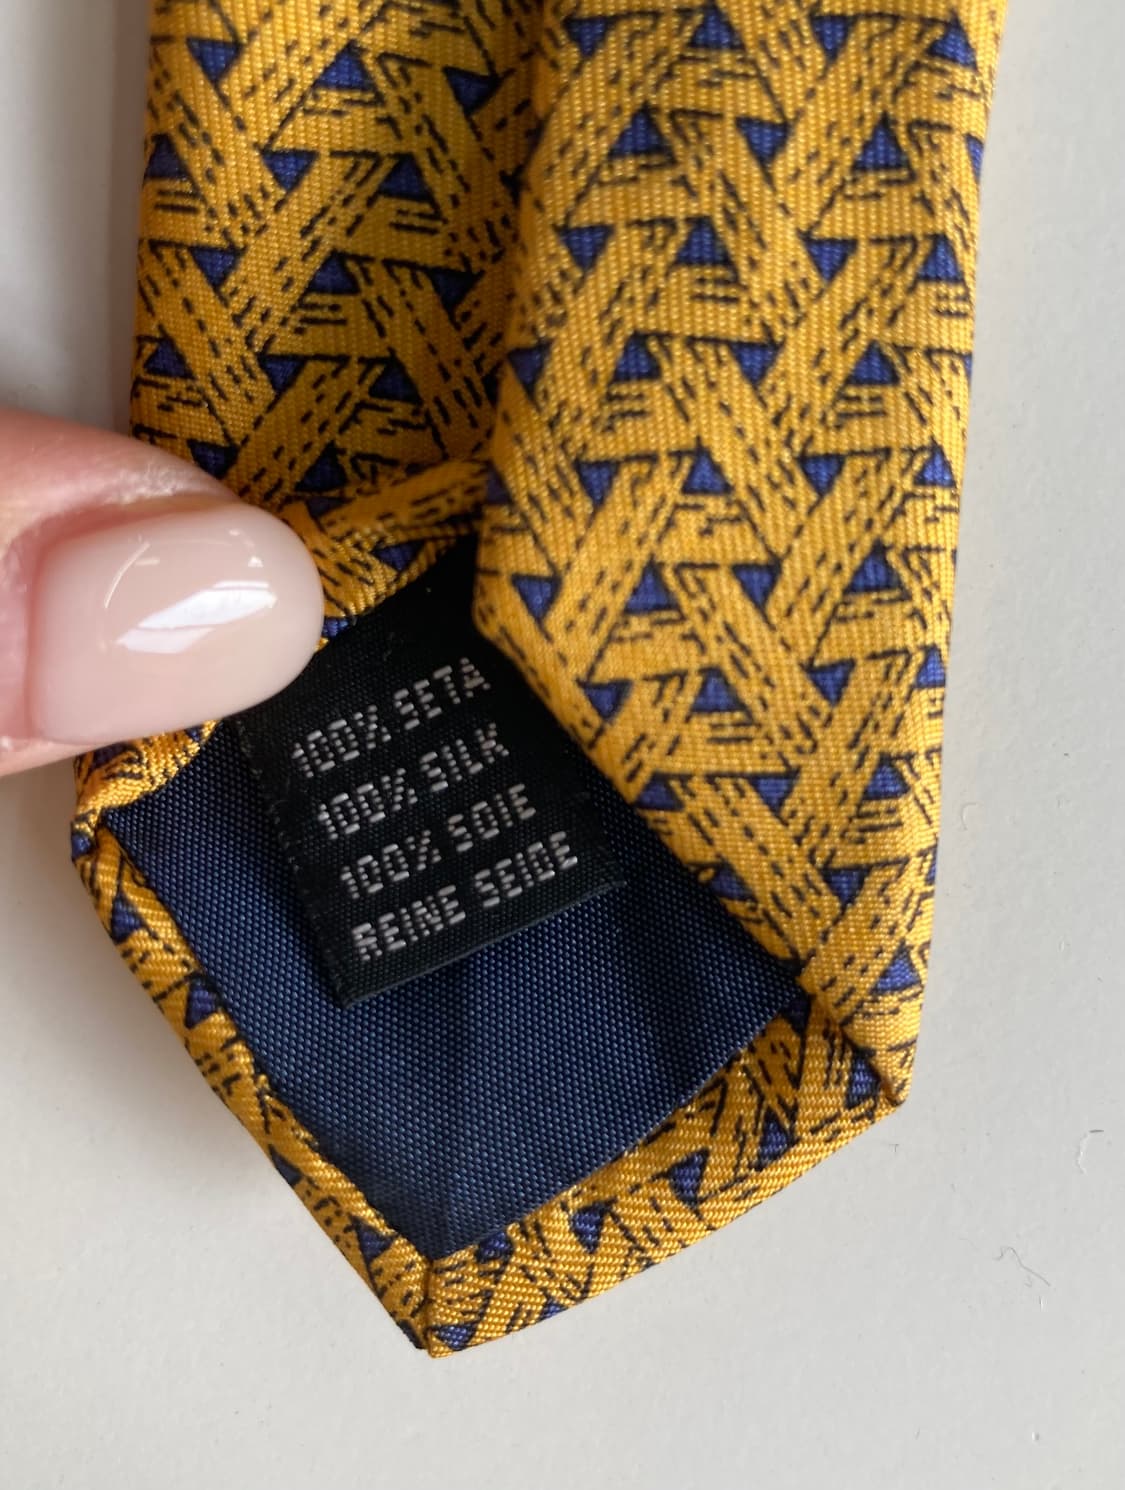 100% SETA
100% SILK
100% SOIE
REINE SEIDE